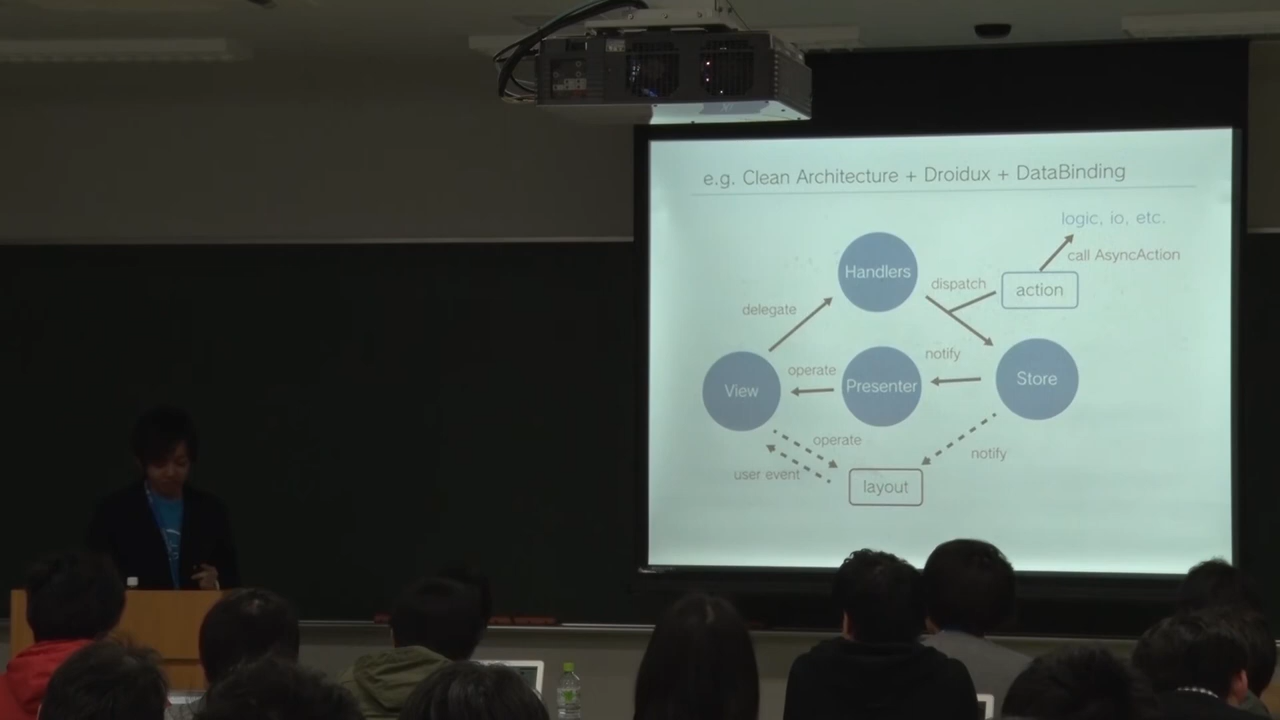 e.g. Clean Architecture + Droidux + DataBinding
logic, io, etc.
call AsyncAction
Handlers
dispatch
action
delegate
notify
operate
View
Presenter
Store
operate
notify
user event
layout